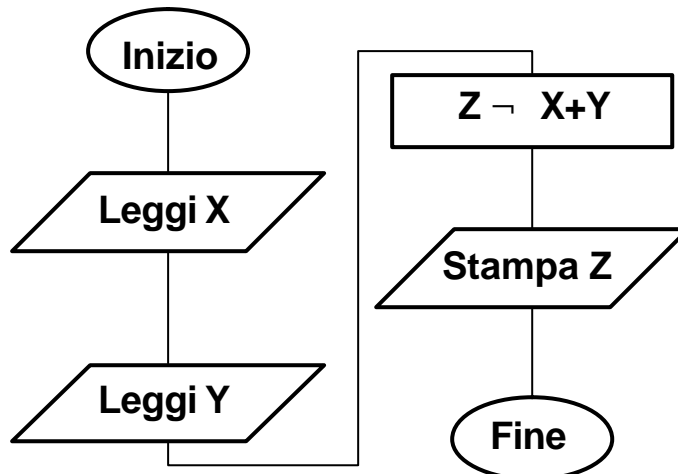 Inizio
Leggi X
Leggi Y
Z ¬ X+Y
Stampa Z
Fine